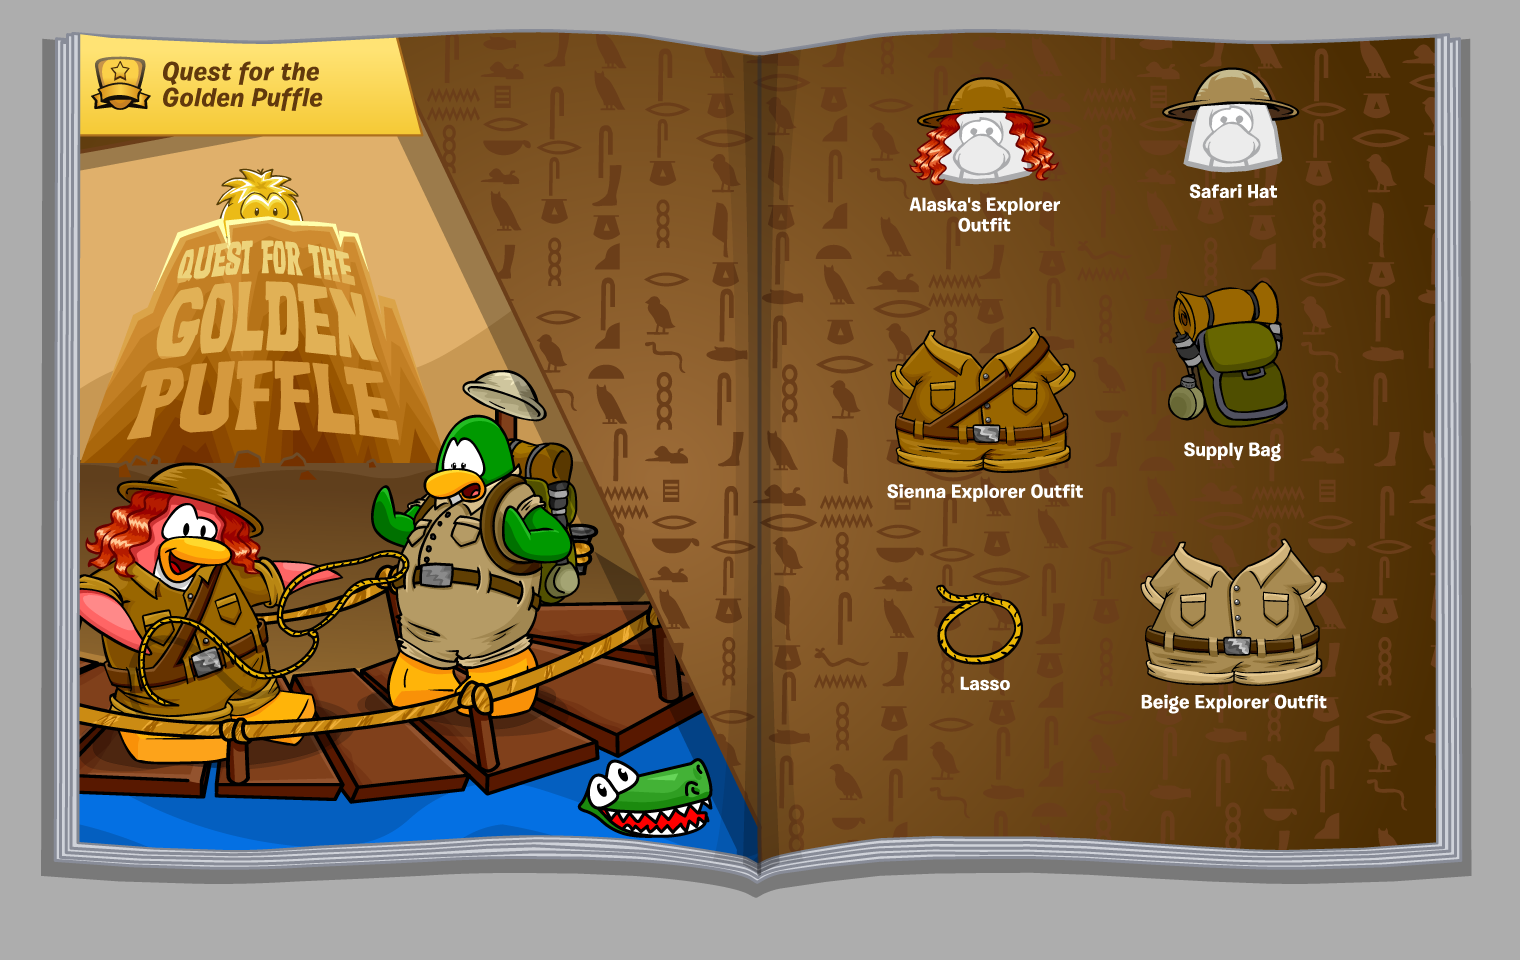 Quest for the
Golden Puffle
QUEST FOR THE
GOLDEN
PUFFLE
Alaska's Explorer
Outfit
Safari Hat
Sienna Explorer Outfit
Supply Bag
Lasso
Beige Explorer Outfit